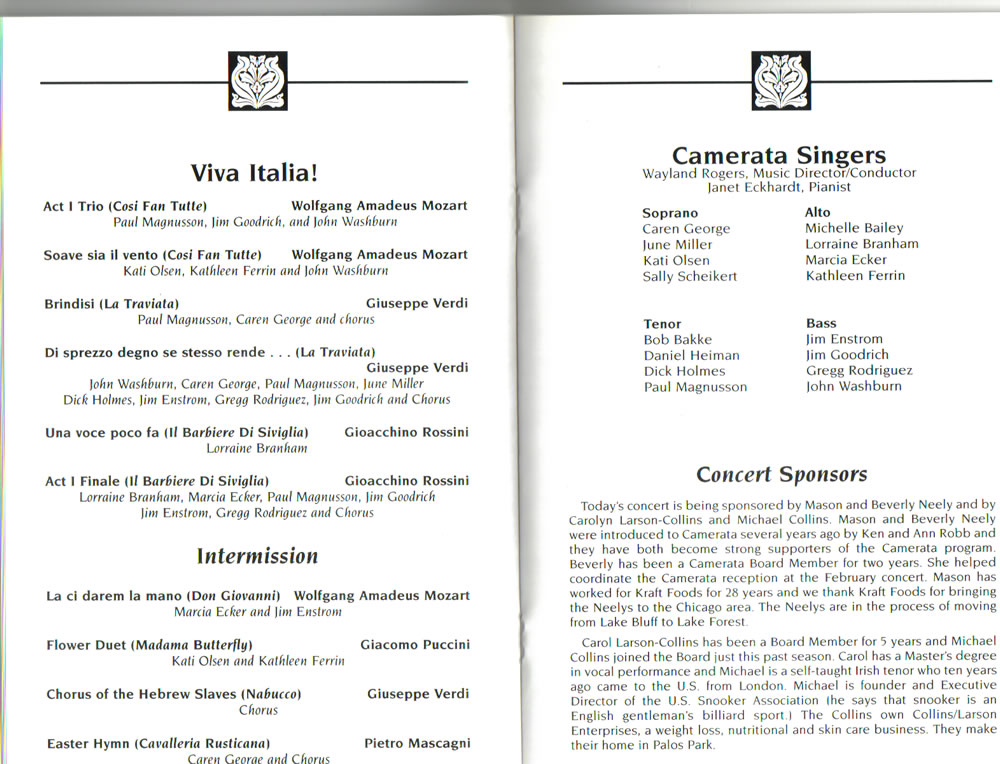 Viva Italia!
Act I Trio (Cosi Fan Tutte) Wolfgang Amadeus Mozart
Paul Magnusson, Jim Goodrich, and John Washburn
Soave sia il vento (Cosi Fan Tutte) Wolfgang Amadeus Mozart
Kati Olsen, Kathleen Ferrin and John Washburn
Brindisi (La Traviata) Giuseppe Verdi
Paul Magnusson, Caren George and chorus
Di sprezzo degno se stesso rende . . . (La Traviata)
Giuseppe Verdi
John Washburn, Caren George, Paul Magnusson, June Miller
Dick Holmes, Jim Enstrom, Gregg Rodriguez, Jim Goodrich and Chorus
Una voce poco fa (Il Barbiere Di Siviglia) Gioacchino Rossini
Lorraine Branham
Act I Finale (Il Barbiere Di Siviglia) Gioacchino Rossini
Lorraine Branham, Marcia Ecker, Paul Magnusson, Jim Goodrich
Jim Enstrom, Gregg Rodriguez and Chorus
Intermission
La ci darem la mano (Don Giovanni) Wolfgang Amadeus Mozart
Marcia Ecker and Jim Enstrom
Flower Duet (Madama Butterfly) Giacomo Puccini
Kati Olsen and Kathleen Ferrin
Chorus of the Hebrew Slaves (Nabucco) Giuseppe Verdi
Chorus
Easter Hymn (Cavalleria Rusticana) Pietro Mascagni
Caren George and Chorus
Camerata Singers
Wayland Rogers, Music Director/Conductor
Janet Eckhardt, Pianist
Soprano
Caren George
June Miller
Kati Olsen
Sally Scheikert
Alto
Michelle Bailey
Lorraine Branham
Marcia Ecker
Kathleen Ferrin
Tenor
Bob Bakke
Daniel Heiman
Dick Holmes
Paul Magnusson
Bass
Jim Enstrom
Jim Goodrich
Gregg Rodriguez
John Washburn
Concert Sponsors
Today's concert is being sponsored by Mason and Beverly Neely and by
Carolyn Larson-Collins and Michael Collins. Mason and Beverly Neely
were introduced to Camerata several years ago by Ken and Ann Robb and
they have both become strong supporters of the Camerata program.
Beverly has been a Camerata Board Member for two years. She helped
coordinate the Camerata reception at the February concert. Mason has
worked for Kraft Foods for 28 years and we thank Kraft Foods for bringing
the Neelys to the Chicago area. The Neelys are in the process of moving
from Lake Bluff to Lake Forest.
Carol Larson-Collins has been a Board Member for 5 years and Michael
Collins joined the Board just this past season. Carol has a Master's degree
in vocal performance and Michael is a self-taught Irish tenor who ten years
ago came to the U.S. from London. Michael is founder and Executive
Director of the U.S. Snooker Association (he says that snooker is an
English gentleman's billiard sport.) The Collins own Collins/Larson
Enterprises, a weight loss, nutritional and skin care business. They make
their home in Palos Park.